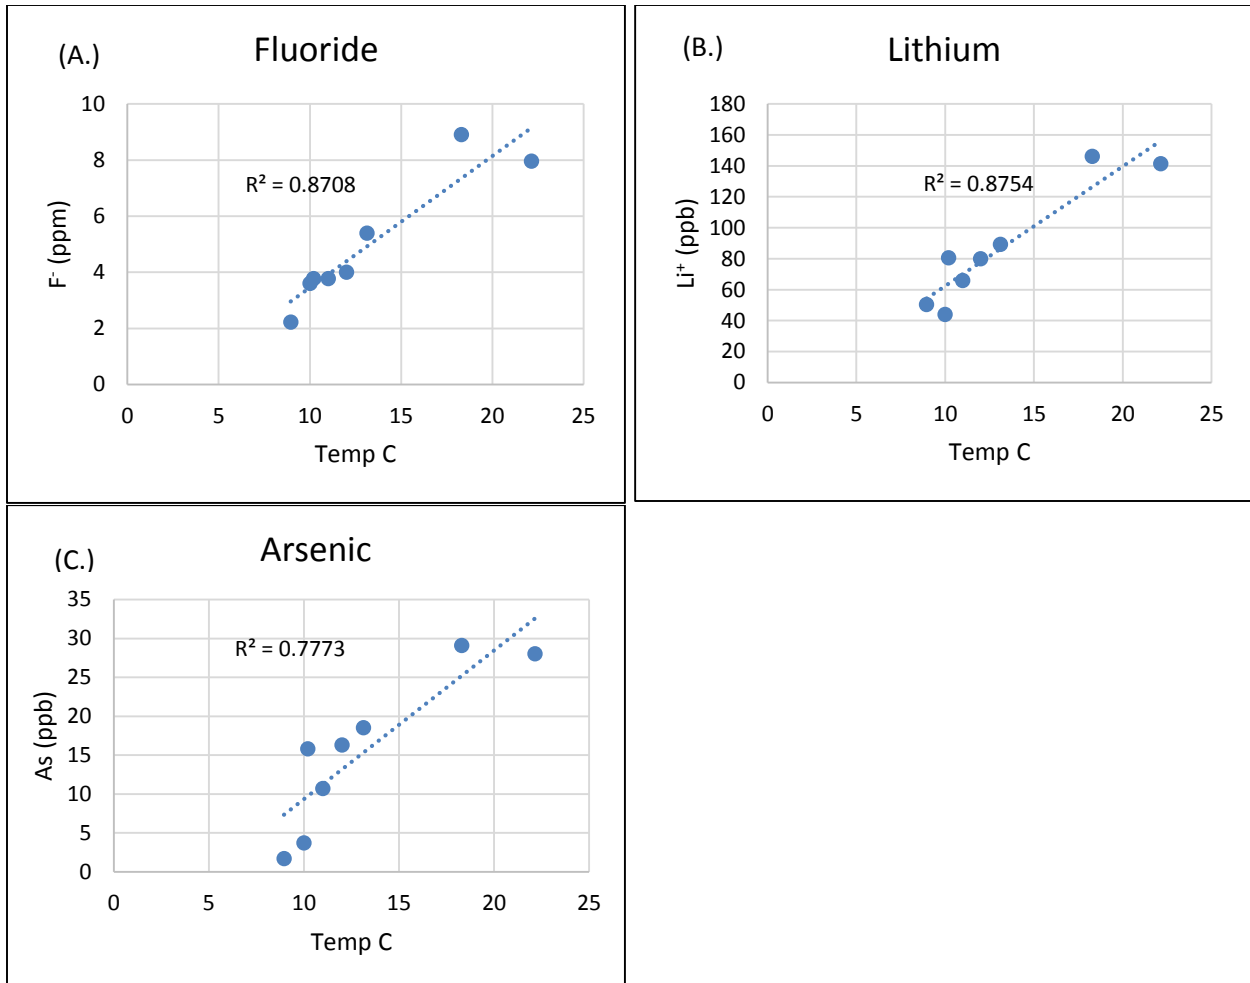 (A.)
Fluoride
10
8
6
4
2
0
F⁻ (ppm)
R² = 0.8708
0 5 10 15 20 25
Temp C
(B.)
Lithium
180
160
140
120
100
80
60
40
20
0
Li⁺ (ppb)
R² = 0.8754
0 5 10 15 20 25
Temp C
(C.)
Arsenic
35
30
25
20
15
10
5
0
As (ppb)
R² = 0.7773
0 5 10 15 20 25
Temp C